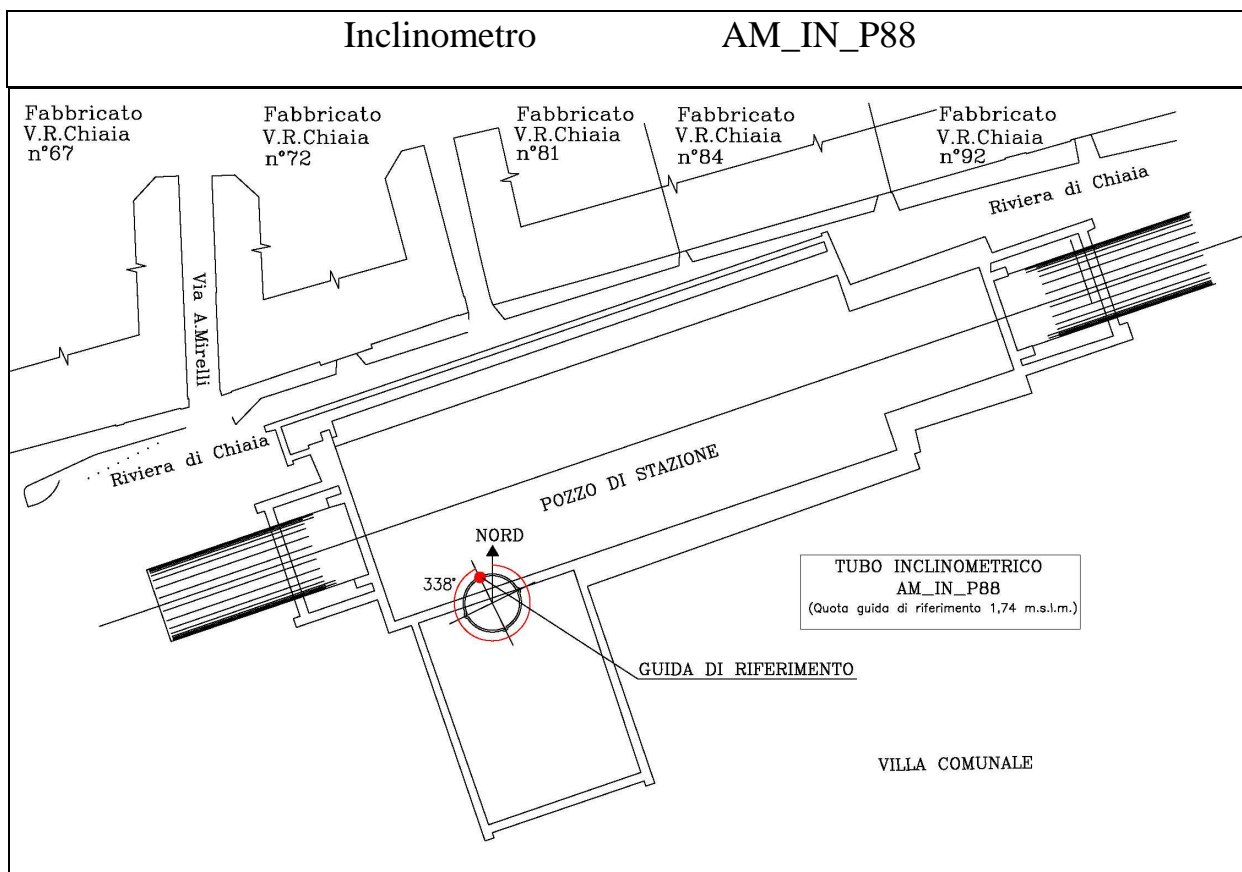 Inclinometro AM_IN_P88
Fabbricato
V.R.Chiaia
n°67
Fabbricato
V.R.Chiaia
n°72
Fabbricato
V.R.Chiaia
n°81
Fabbricato
V.R.Chiaia
n°84
Fabbricato
V.R.Chiaia
n°92
Riviera di Chiaia
Via A.Mirelli
Riviera di Chiaia
POZZO DI STAZIONE
NORD
338°
TUBO INCLINOMETRICO
AM_IN_P88
(Quota guida di riferimento 1,74 m.s.l.m.)
GUIDA DI RIFERIMENTO
VILLA COMUNALE